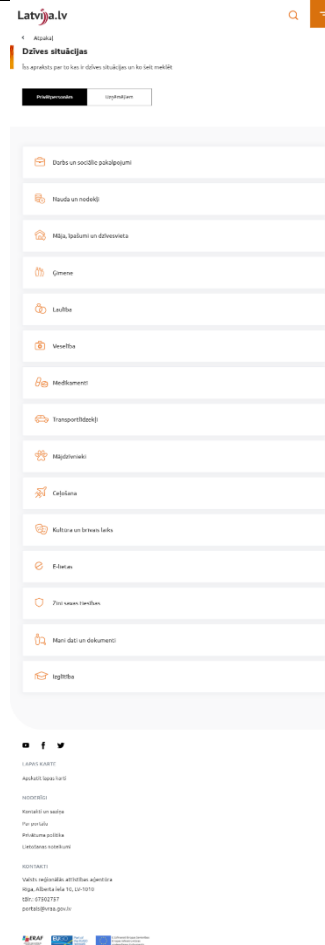 Latvija.lv
Atpakaļ
Dzīves situācijas
Īss apraksts par to kas ir dzīves situācijas un ko šeit meklēt
Privātpersonām
Uzņēmējiem
Darbs un sociālie pakalpojumi
Nauda un nodokļi
Māja, īpašumi un dzīvesvieta
Ģimene
Laulība
Veselība
Medikamenti
Transportlīdzekļi
Mājdzīvnieki
Ceļošana
Kultūra un brīvais laiks
E-lietas
Zini savas tiesības
Mani dati un dokumenti
Izglītība
LAPAS KARTE
Apskatīt lapas karti
NODERĪGI
Kontakti un saziņa
Par portālu
Privātuma politika
Lietošanas noteikumi
KONTAKTI
Valsts reģionālās attīstības aģentūra
Rīga, Alberta iela 10, LV-1010
tālr.: 67502757
portals@vraa.gov.lv
ERAF